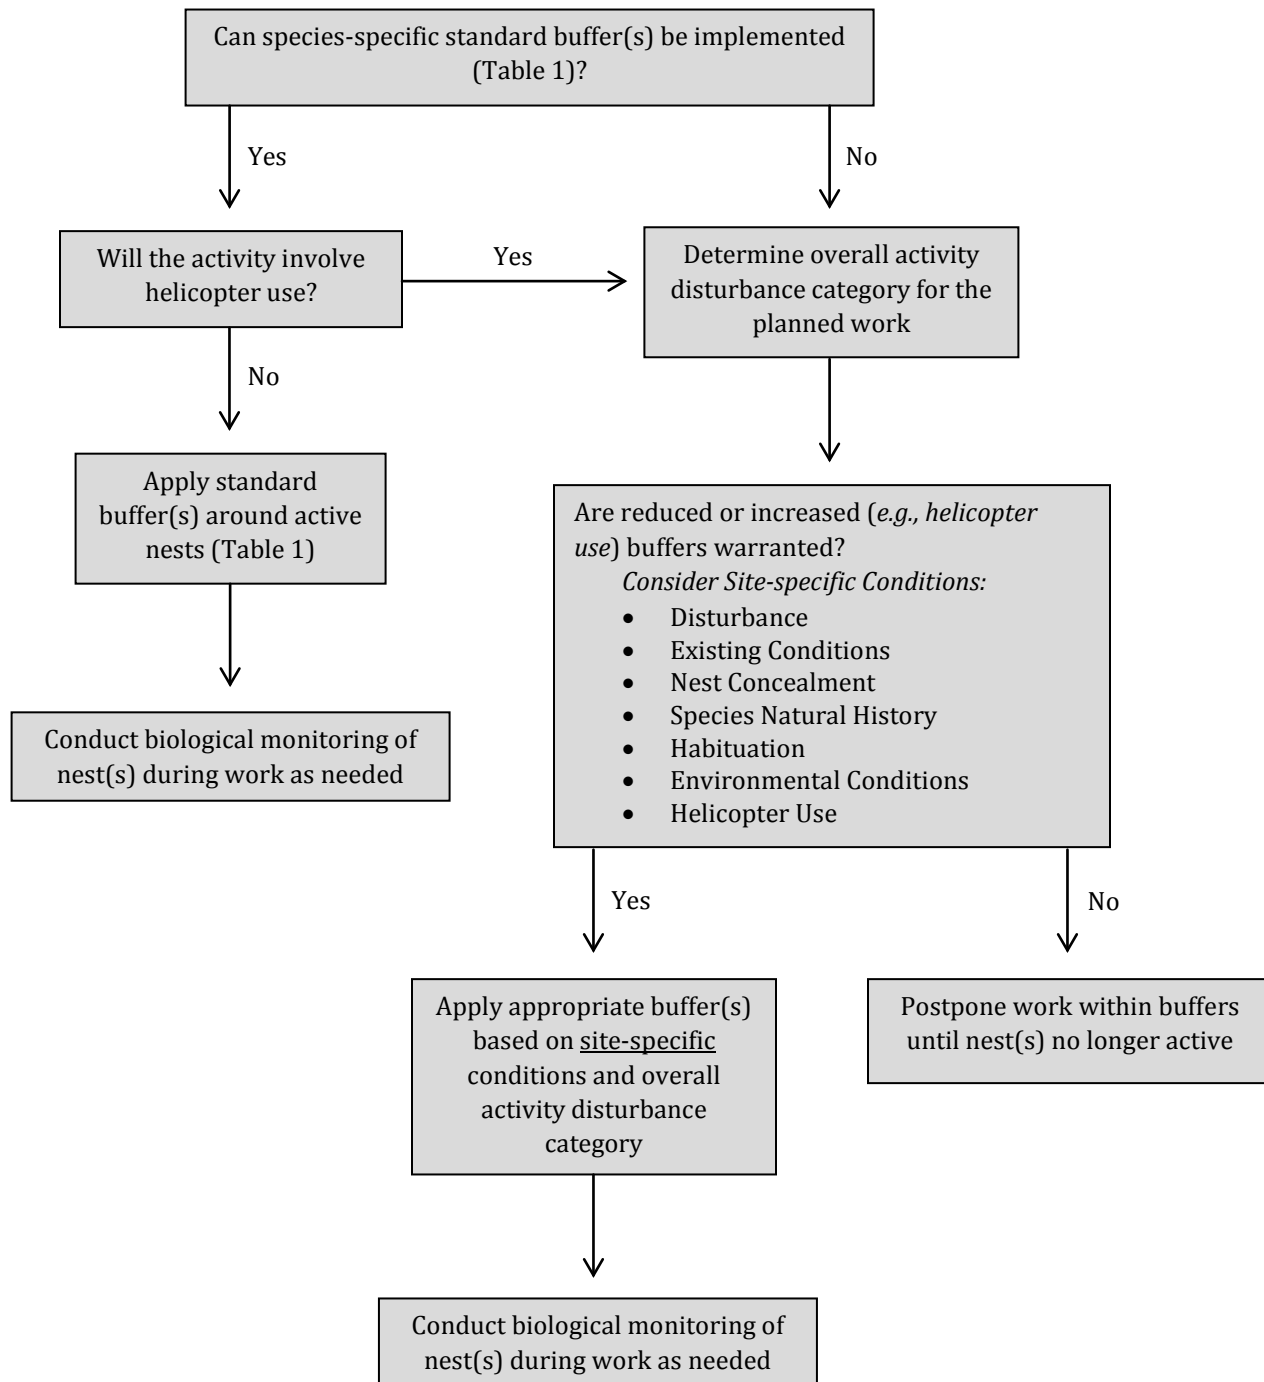 Can species-specific standard buffer(s) be implemented
(Table 1)?
Yes
No
Will the activity involve
helicopter use?
Yes
Determine overall activity
disturbance category for the
planned work
No
Apply standard
buffer(s) around active
nests (Table 1)
Are reduced or increased (e.g., helicopter
use) buffers warranted?
Consider Site-specific Conditions:
• Disturbance
• Existing Conditions
• Nest Concealment
• Species Natural History
• Habituation
• Environmental Conditions
• Helicopter Use
Conduct biological monitoring of
nest(s) during work as needed
Yes
No
Apply appropriate buffer(s)
based on site-specific
conditions and overall
activity disturbance
category
Postpone work within buffers
until nest(s) no longer active
Conduct biological monitoring of
nest(s) during work as needed